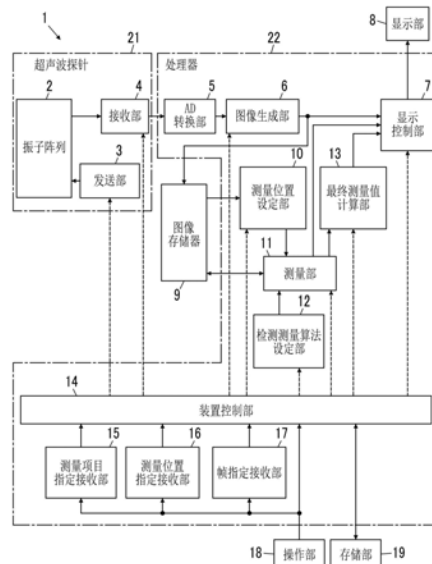 1
21
22
8
显示部
超声波探针
处理器
2
4
5
6
7
振子阵列
接收部
AD
转换部
图像生成部
显示
控制部
3
发送部
10
13
测量位置
设定部
最终测量值
计算部
图像
存储器
9
11
测量部
12
检测测量算法
设定部
14
装置控制部
15
16
17
测量项目
指定接收部
测量位置
指定接收部
帧指定接收部
18
操作部
存储部
19